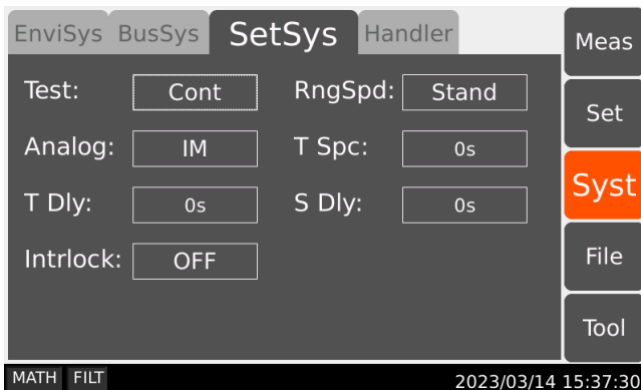 EnviSys BusSys SetSys Handler
Meas
Test: Cont RngSpd: Stand
Set
Analog: IM T Spc: 0s
Syst
T Dly: 0s S Dly: 0s
Intrlock: OFF
File
Tool
MATH FILT 2023/03/14 15:37:30